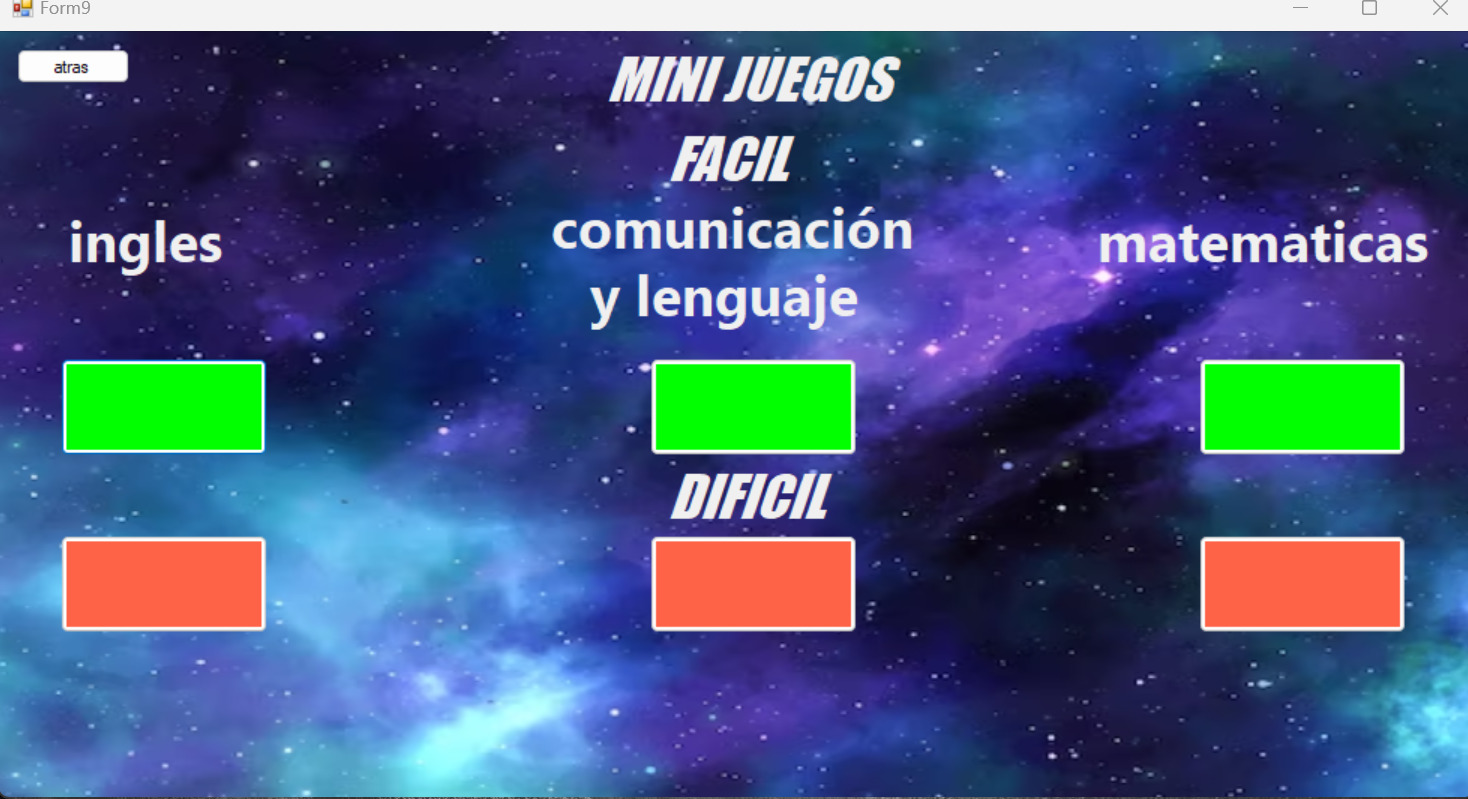 Form9
atras
MINI JUEGOS
FACIL
ingles
comunicación
y lenguaje
matematicas
DIFICIL